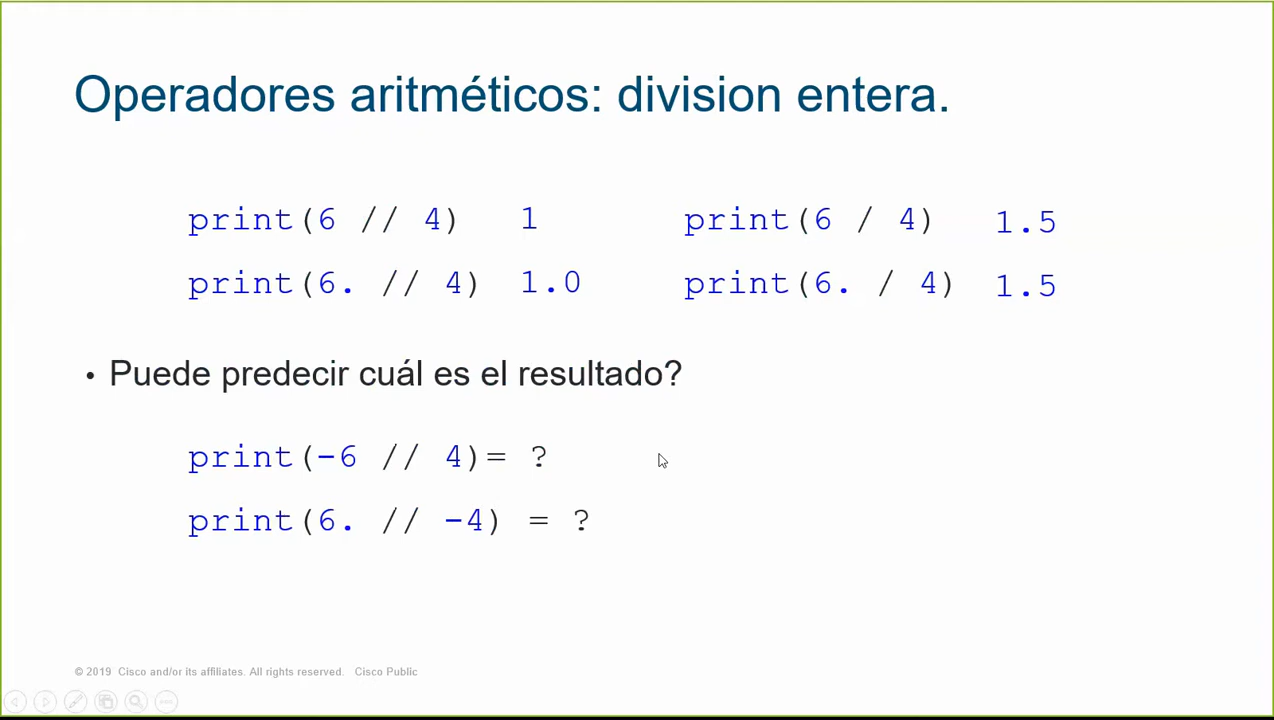 Operadores aritméticos: division entera.
print(6 // 4) 1 print(6 / 4) 1.5
print(6. // 4) 1.0 print(6. / 4) 1.5
• Puede predecir cuál es el resultado?
print(-6 // 4)= ?
print(6. // -4) = ?
© 2019 Cisco and/or its affiliates. All rights reserved. Cisco Public